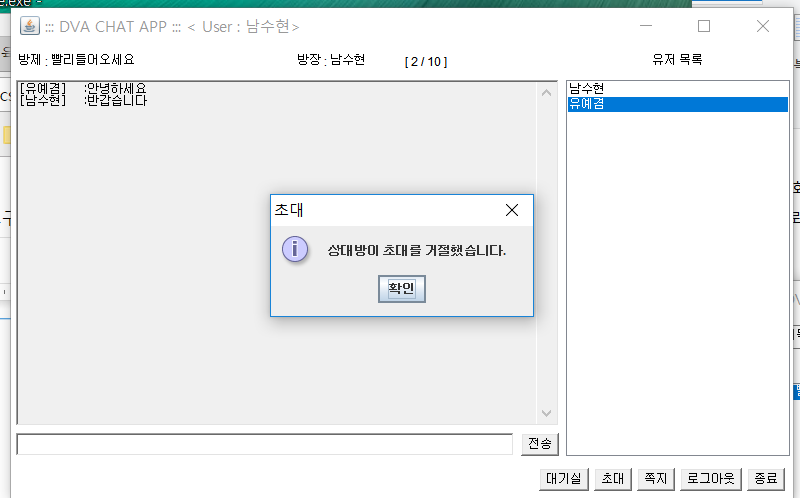 e.exe -
::: DVA CHAT APP ::: < User : 남수현>
방제 : 빨리들어오세요
방장 : 남수현
[ 2 / 10 ]
유저 목록
[유예겸] :안녕하세요
[남수현] :반갑습니다
남수현
유예겸
초대
상대방이 초대를 거절했습니다.
확인
전송
대기실
초대
쪽지
로그아웃
종료